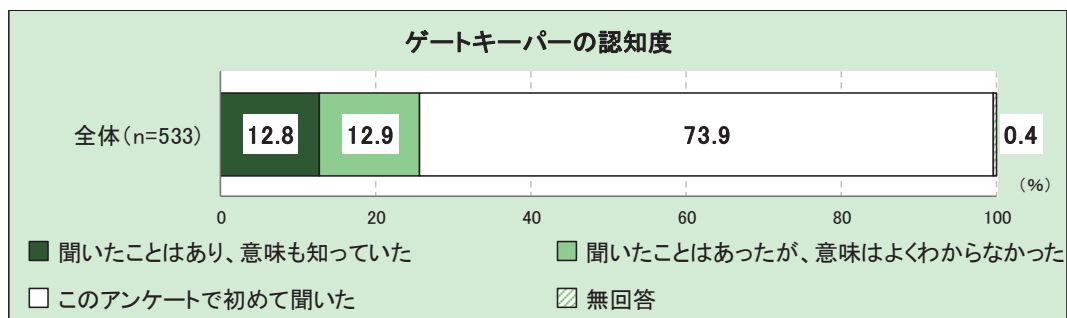 ゲートキーパーの認知度
全体（n=533）
12.8
12.9
73.9
0.4
（%）
0
20
40
60
80
100
聞いたことはあり、意味も知っていた
聞いたことはあったが、意味はよくわからなかった
このアンケートで初めて聞いた
無回答